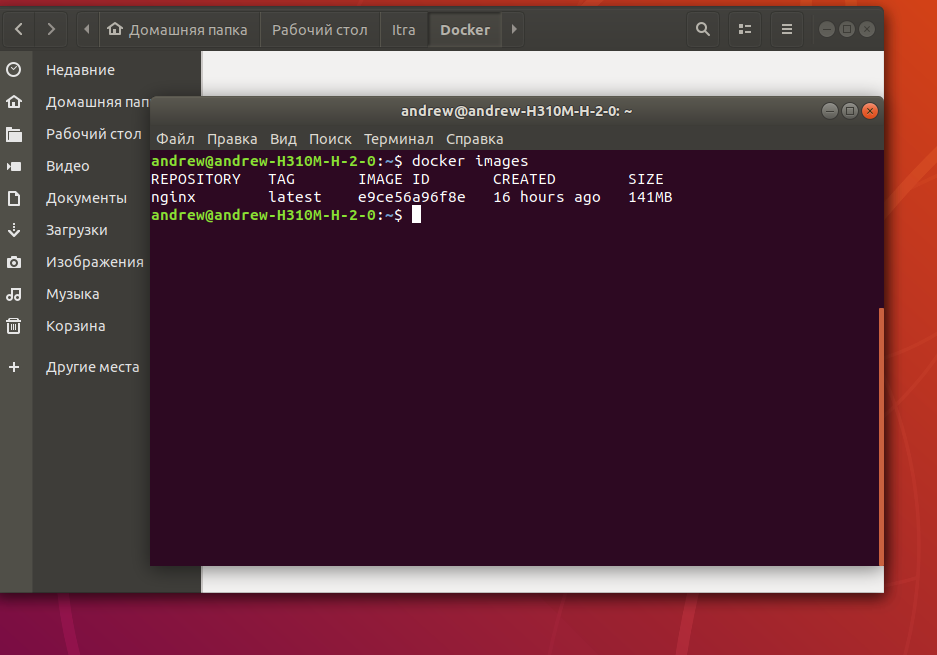 Домашняя папка Рабочий стол Itra Docker
Недавние
Домашняя пап
Рабочий стол
Видео
Документы
Загрузки
Изображения
Музыка
Корзина
Другие места
andrew@andrew-H310M-H-2-0: ~
Файл Правка Вид Поиск Терминал Справка
andrew@andrew-H310M-H-2-0:~$ docker images
REPOSITORY TAG IMAGE ID CREATED SIZE
nginx latest e9ce56a96f8e 16 hours ago 141MB
andrew@andrew-H310M-H-2-0:~$